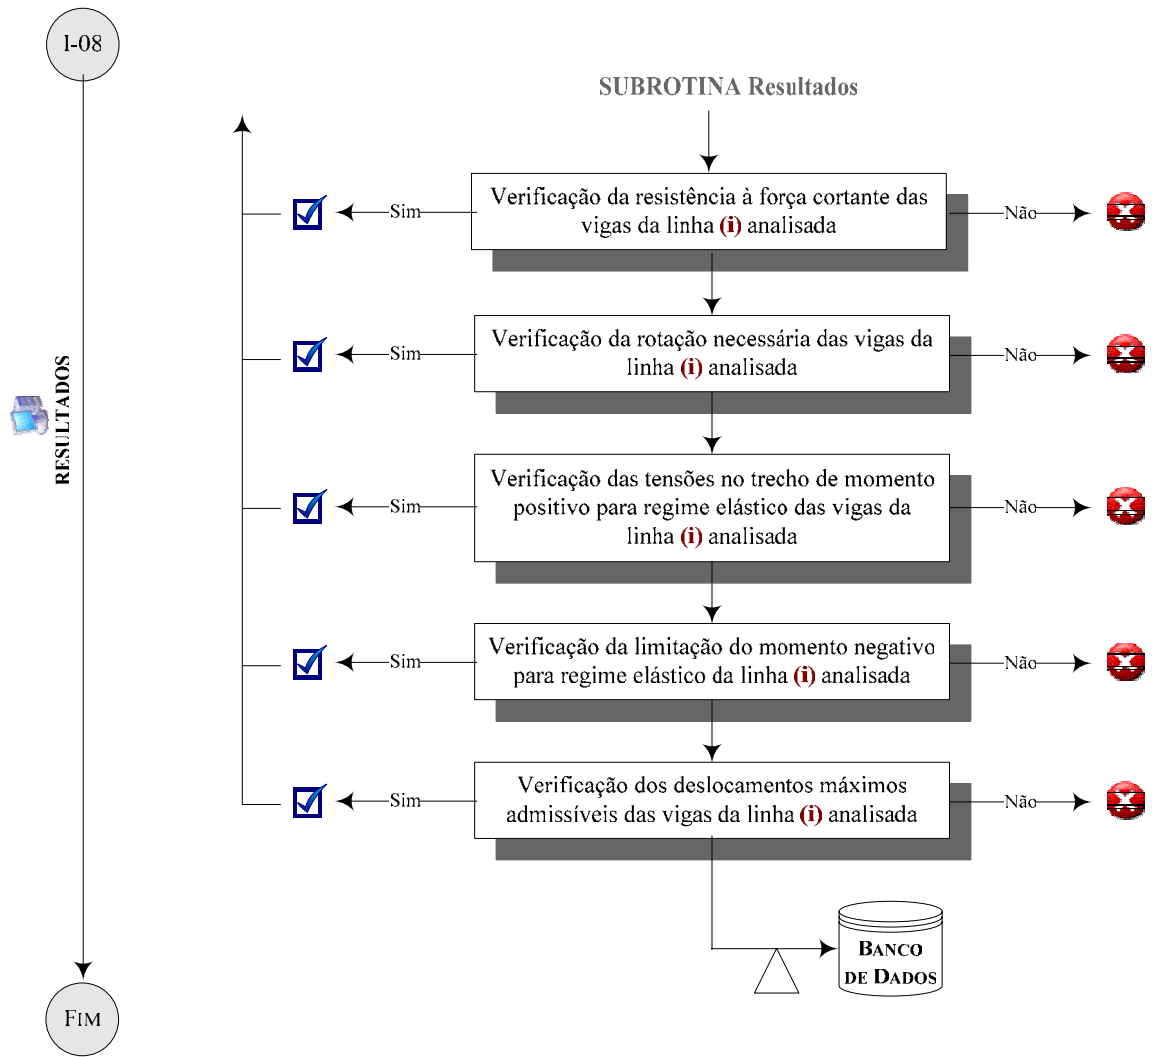 I-08
SUBROTINA Resultados
Verificação da resistência à força cortante das
vigas da linha (i) analisada
Sim
Não
Verificação da rotação necessária das vigas da
linha (i) analisada
Sim
Não
RESULTADOS
Verificação das tensões no trecho de momento
positivo para regime elástico das vigas da
linha (i) analisada
Sim
Não
Verificação da limitação do momento negativo
para regime elástico da linha (i) analisada
Sim
Não
Verificação dos deslocamentos máximos
admissíveis das vigas da linha (i) analisada
Sim
Não
BANCO
DE DADOS
FIM